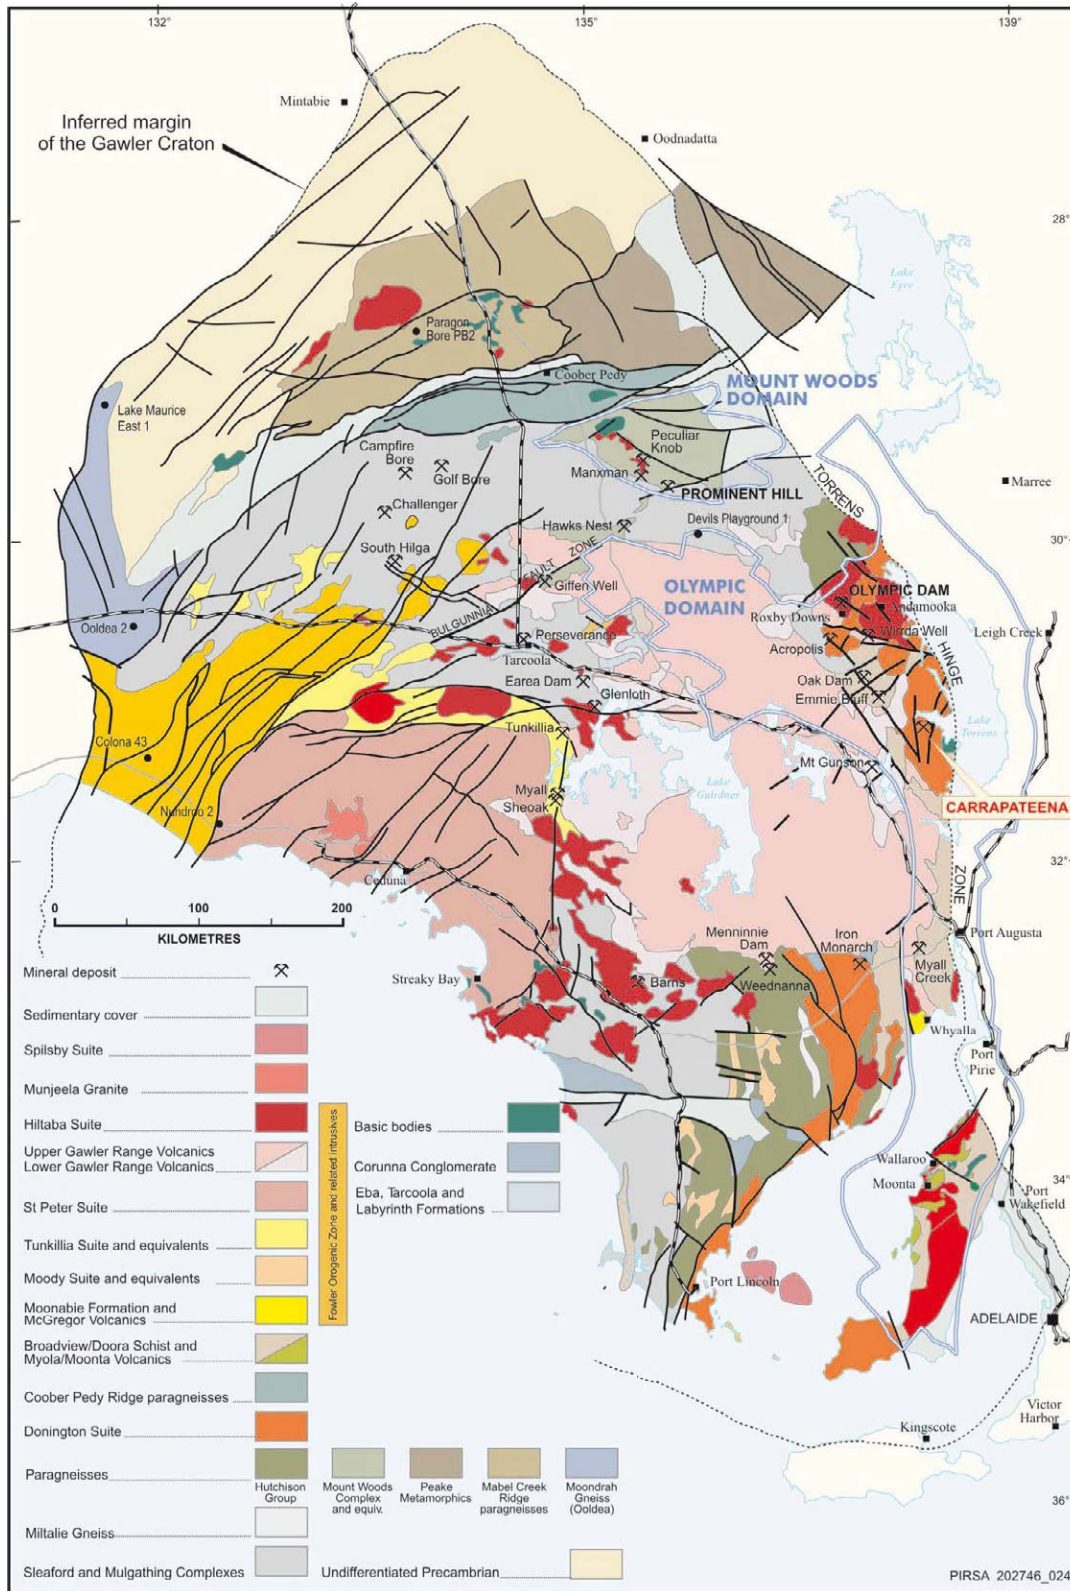 132°
135°
139°
Mintabie
Inferred margin
of the Gawler Craton
Oodnadatta
28°
Lake
Eyre
Paragon
Bore PB2
Coober Pedy
MOUNT WOODS
DOMAIN
Lake Maurice
East 1
Campfire
Bore
Golf Bore
Peculiar
Knob
Manxman
PROMINENT HILL
TORRENS
Marree
Challenger
Hawks Nest
Devils Playground 1
30°
South Hilga
FAULT ZONE
Giffen Well
OLYMPIC
DOMAIN
OLYMPIC DAM
Andamooka
Roxby Downs
Ooldea 2
BULGUNNIA
Perseverance
Wirrda Well
Acropolis
HINGE
Leigh Creek
Tarcoola
Earea Dam
Oak Dam
Emmie Bluff
Glenloth
Tunkillia
Lake
Torrens
Colona 43
Mt Gunson
Lake
Gairdner
Myall
Sheoak
CARRAPATEENA
Nundroo 2
32°
Ceduna
ZONE
0 100 200
KILOMETRES
Menninnie
Dam
Iron
Monarch
Port Augusta
Mineral deposit
Streaky Bay
Barns
Weednanna
Myall
Creek
Sedimentary cover
Whyalla
Spilsby Suite
Port
Pirie
Munjeela Granite
Hiltaba Suite
Basic bodies
Upper Gawler Range Volcanics
Lower Gawler Range Volcanics
Corunna Conglomerate
Wallaroo
Moonta
34°
Port
Wakefield
St Peter Suite
Eba, Tarcoola and
Labyrinth Formations
Tunkillia Suite and equivalents
Fowler Orogenic Zone and related intrusives
Moody Suite and equivalents
Port Lincoln
Moonabie Formation and
McGregor Volcanics
ADELAIDE
Broadview/Doora Schist and
Myola/Moonta Volcanics
Coober Pedy Ridge paragneisses
Victor
Harbor
Donington Suite
Kingscote
Paragneisses
Hutchison
Group
Mount Woods
Complex
and equiv.
Peake
Metamorphics
Mabel Creek
Ridge
paragneisses
Moondrah
Gneiss
(Ooldea)
36°
Miltalie Gneiss
Sleaford and Mulgathing Complexes
Undifferentiated Precambrian
PIRSA 202746_024